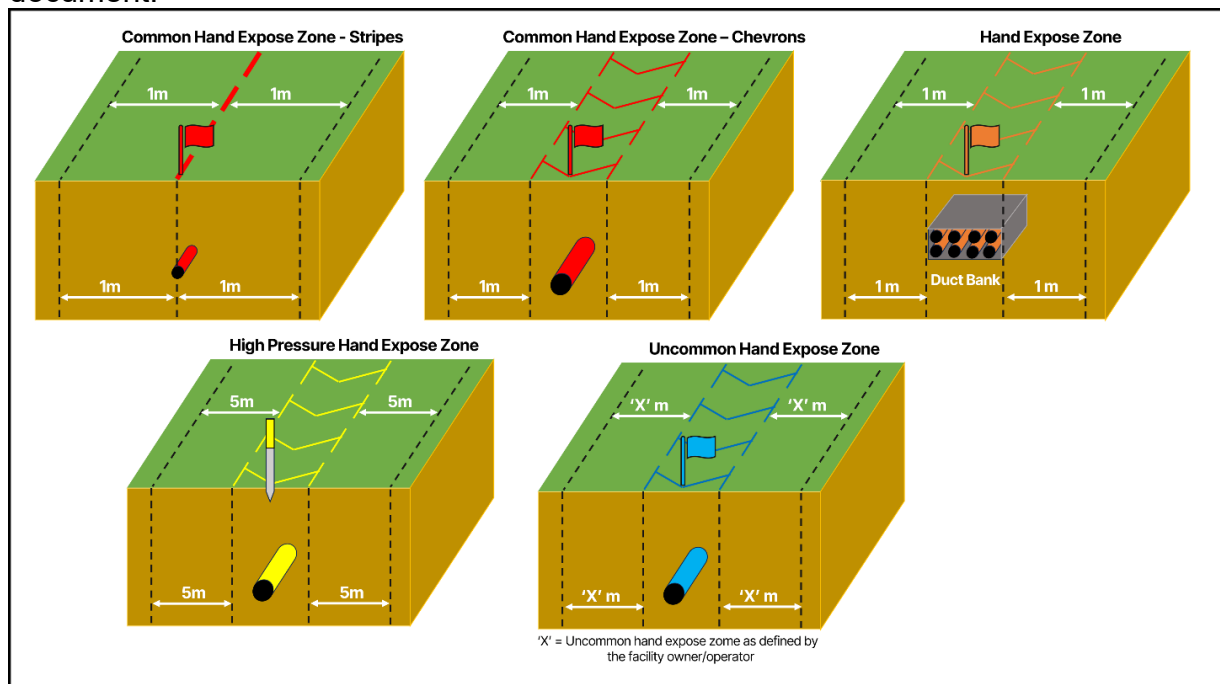 document.
Common Hand Expose Zone - Stripes
Common Hand Expose Zone – Chevrons
Hand Expose Zone
1m
1m
1m
1m
1 m
1 m
1m
1m
1m
1m
Duct Bank
1 m
1 m
High Pressure Hand Expose Zone
Uncommon Hand Expose Zone
5m
5m
'X' m
'X' m
5m
5m
'X' m
'X' m
'X' = Uncommon hand expose zome as defined by
the facility owner/operator